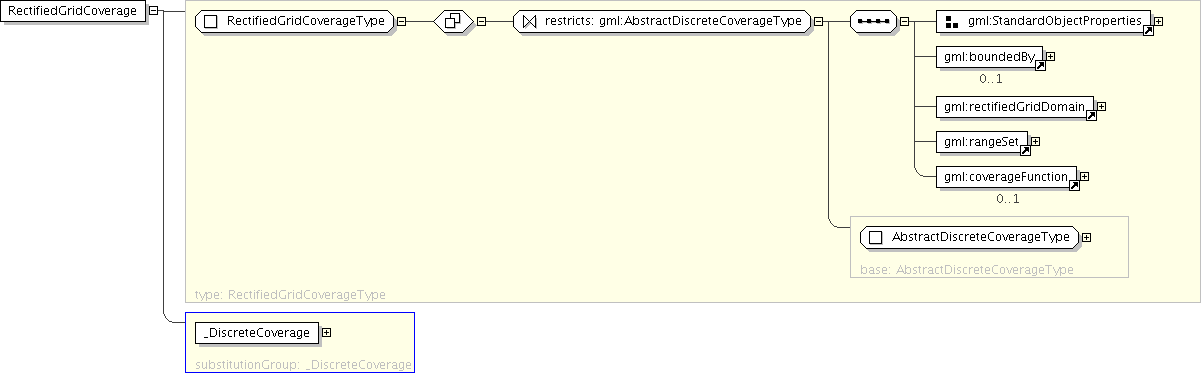 RectifiedGridCoverage
RectifiedGridCoverageType
restricts: gml:AbstractDiscreteCoverageType
gml:StandardObjectProperties
gml:boundedBy
0..1
gml:rectifiedGridDomain
gml:rangeSet
gml:coverageFunction
0..1
AbstractDiscreteCoverageType
base: AbstractDiscreteCoverageType
type: RectifiedGridCoverageType
_DiscreteCoverage
substitutionGroup: _DiscreteCoverage